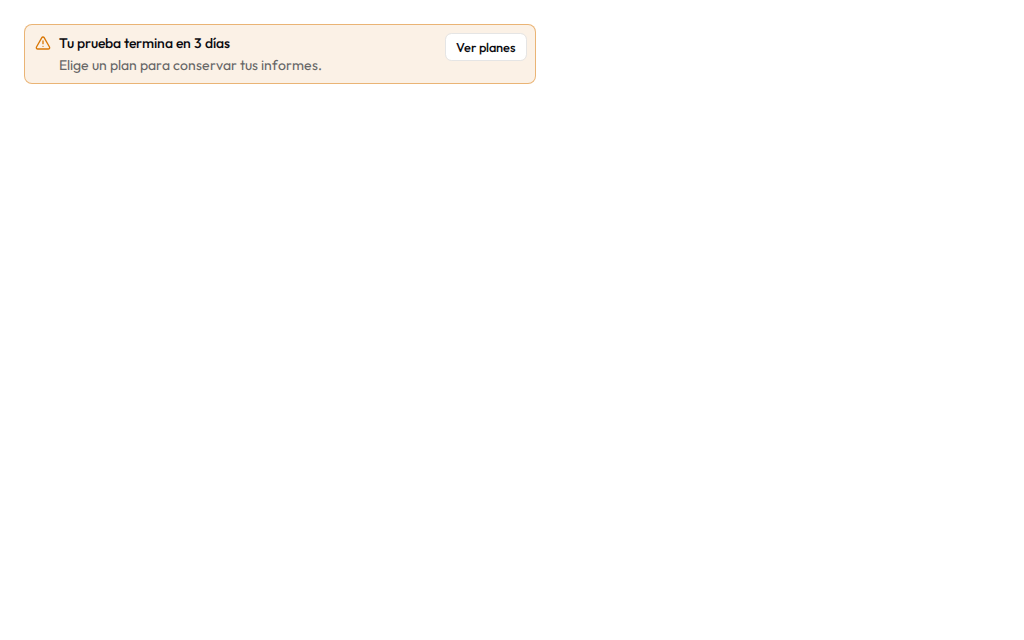 Tu prueba termina en 3 días
Ver planes
Elige un plan para conservar tus informes.